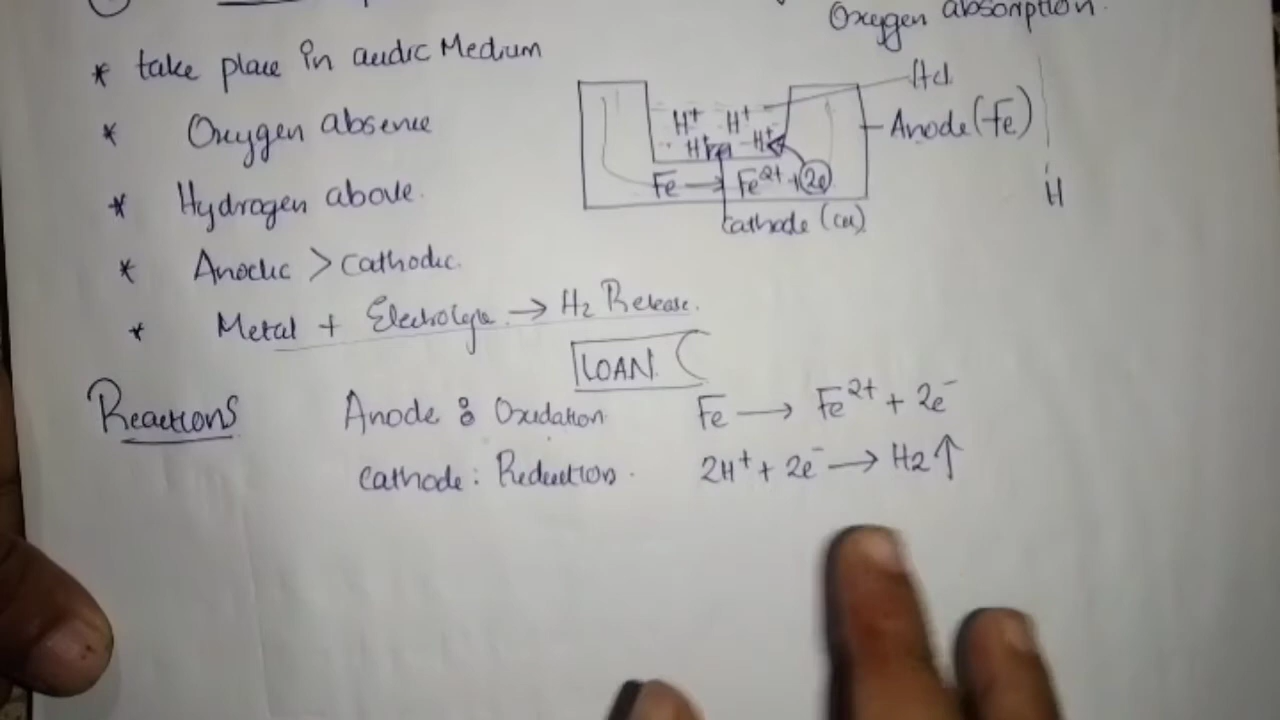 Oxygen absorption.
* take place in acidic Medium
* Oxygen absence
* Hydrogen above.
* Anodic > Cathodic.
* Metal + Electrolyte → H2 Release.
Hcl
H+ H+
H+ H+
Anode (Fe)
Fe → Fe2+ + 2e
Cathode (cu)
H
LOAN
Reactions Anode : Oxidation Fe → Fe2+ + 2e-
Cathode : Reduction. 2H+ + 2e- → H2 ↑